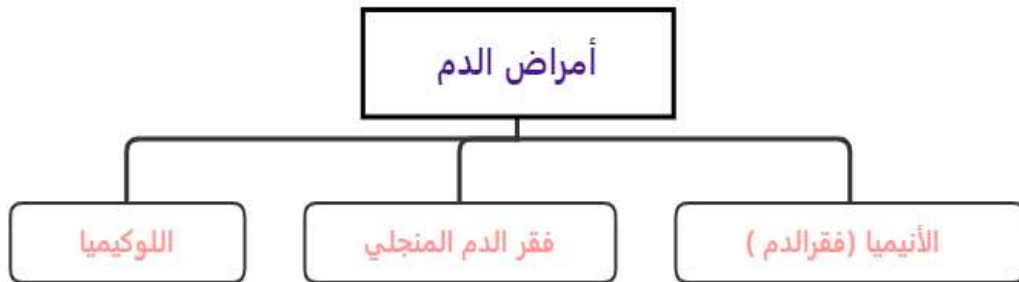 أمراض الدم
الأنيميا (فقرالدم )
فقر الدم المنجلي
اللوكيميا